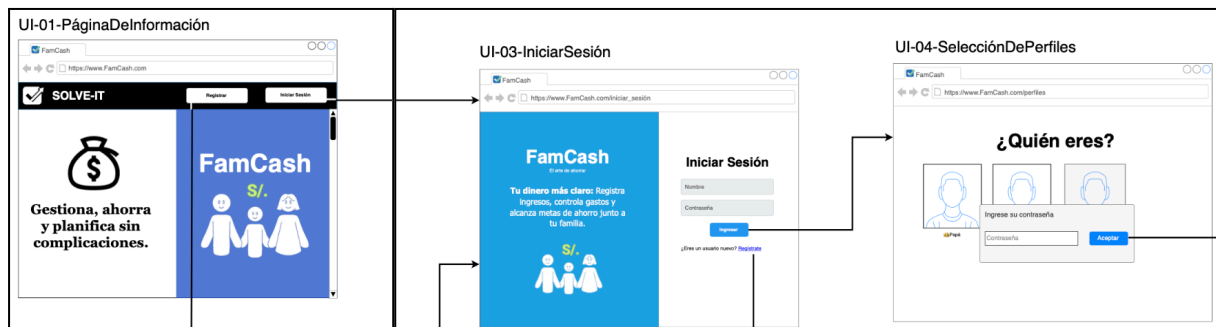 UI-01-PáginaDeInformación
FamCash
https://www.FamCash.com
SOLVE-IT
Registrar
Iniciar Sesión
$
Gestiona, ahorra
y planifica sin
complicaciones.
FamCash
S/.
UI-03-IniciarSesión
FamCash
https://www.FamCash.com/iniciar_sesión
FamCash
El arte de ahorrar
Tu dinero más claro: Registra
ingresos, controla gastos y
alcanza metas de ahorro junto a
tu familia.
S/.
Iniciar Sesión
Nombre
Contraseña
Ingresar
¿Eres un usuario nuevo? Registrate
UI-04-SelecciónDePerfiles
FamCash
https://www.FamCash.com/perfiles
¿Quién eres?
Papá
Ingrese su contraseña
Contraseña
Aceptar